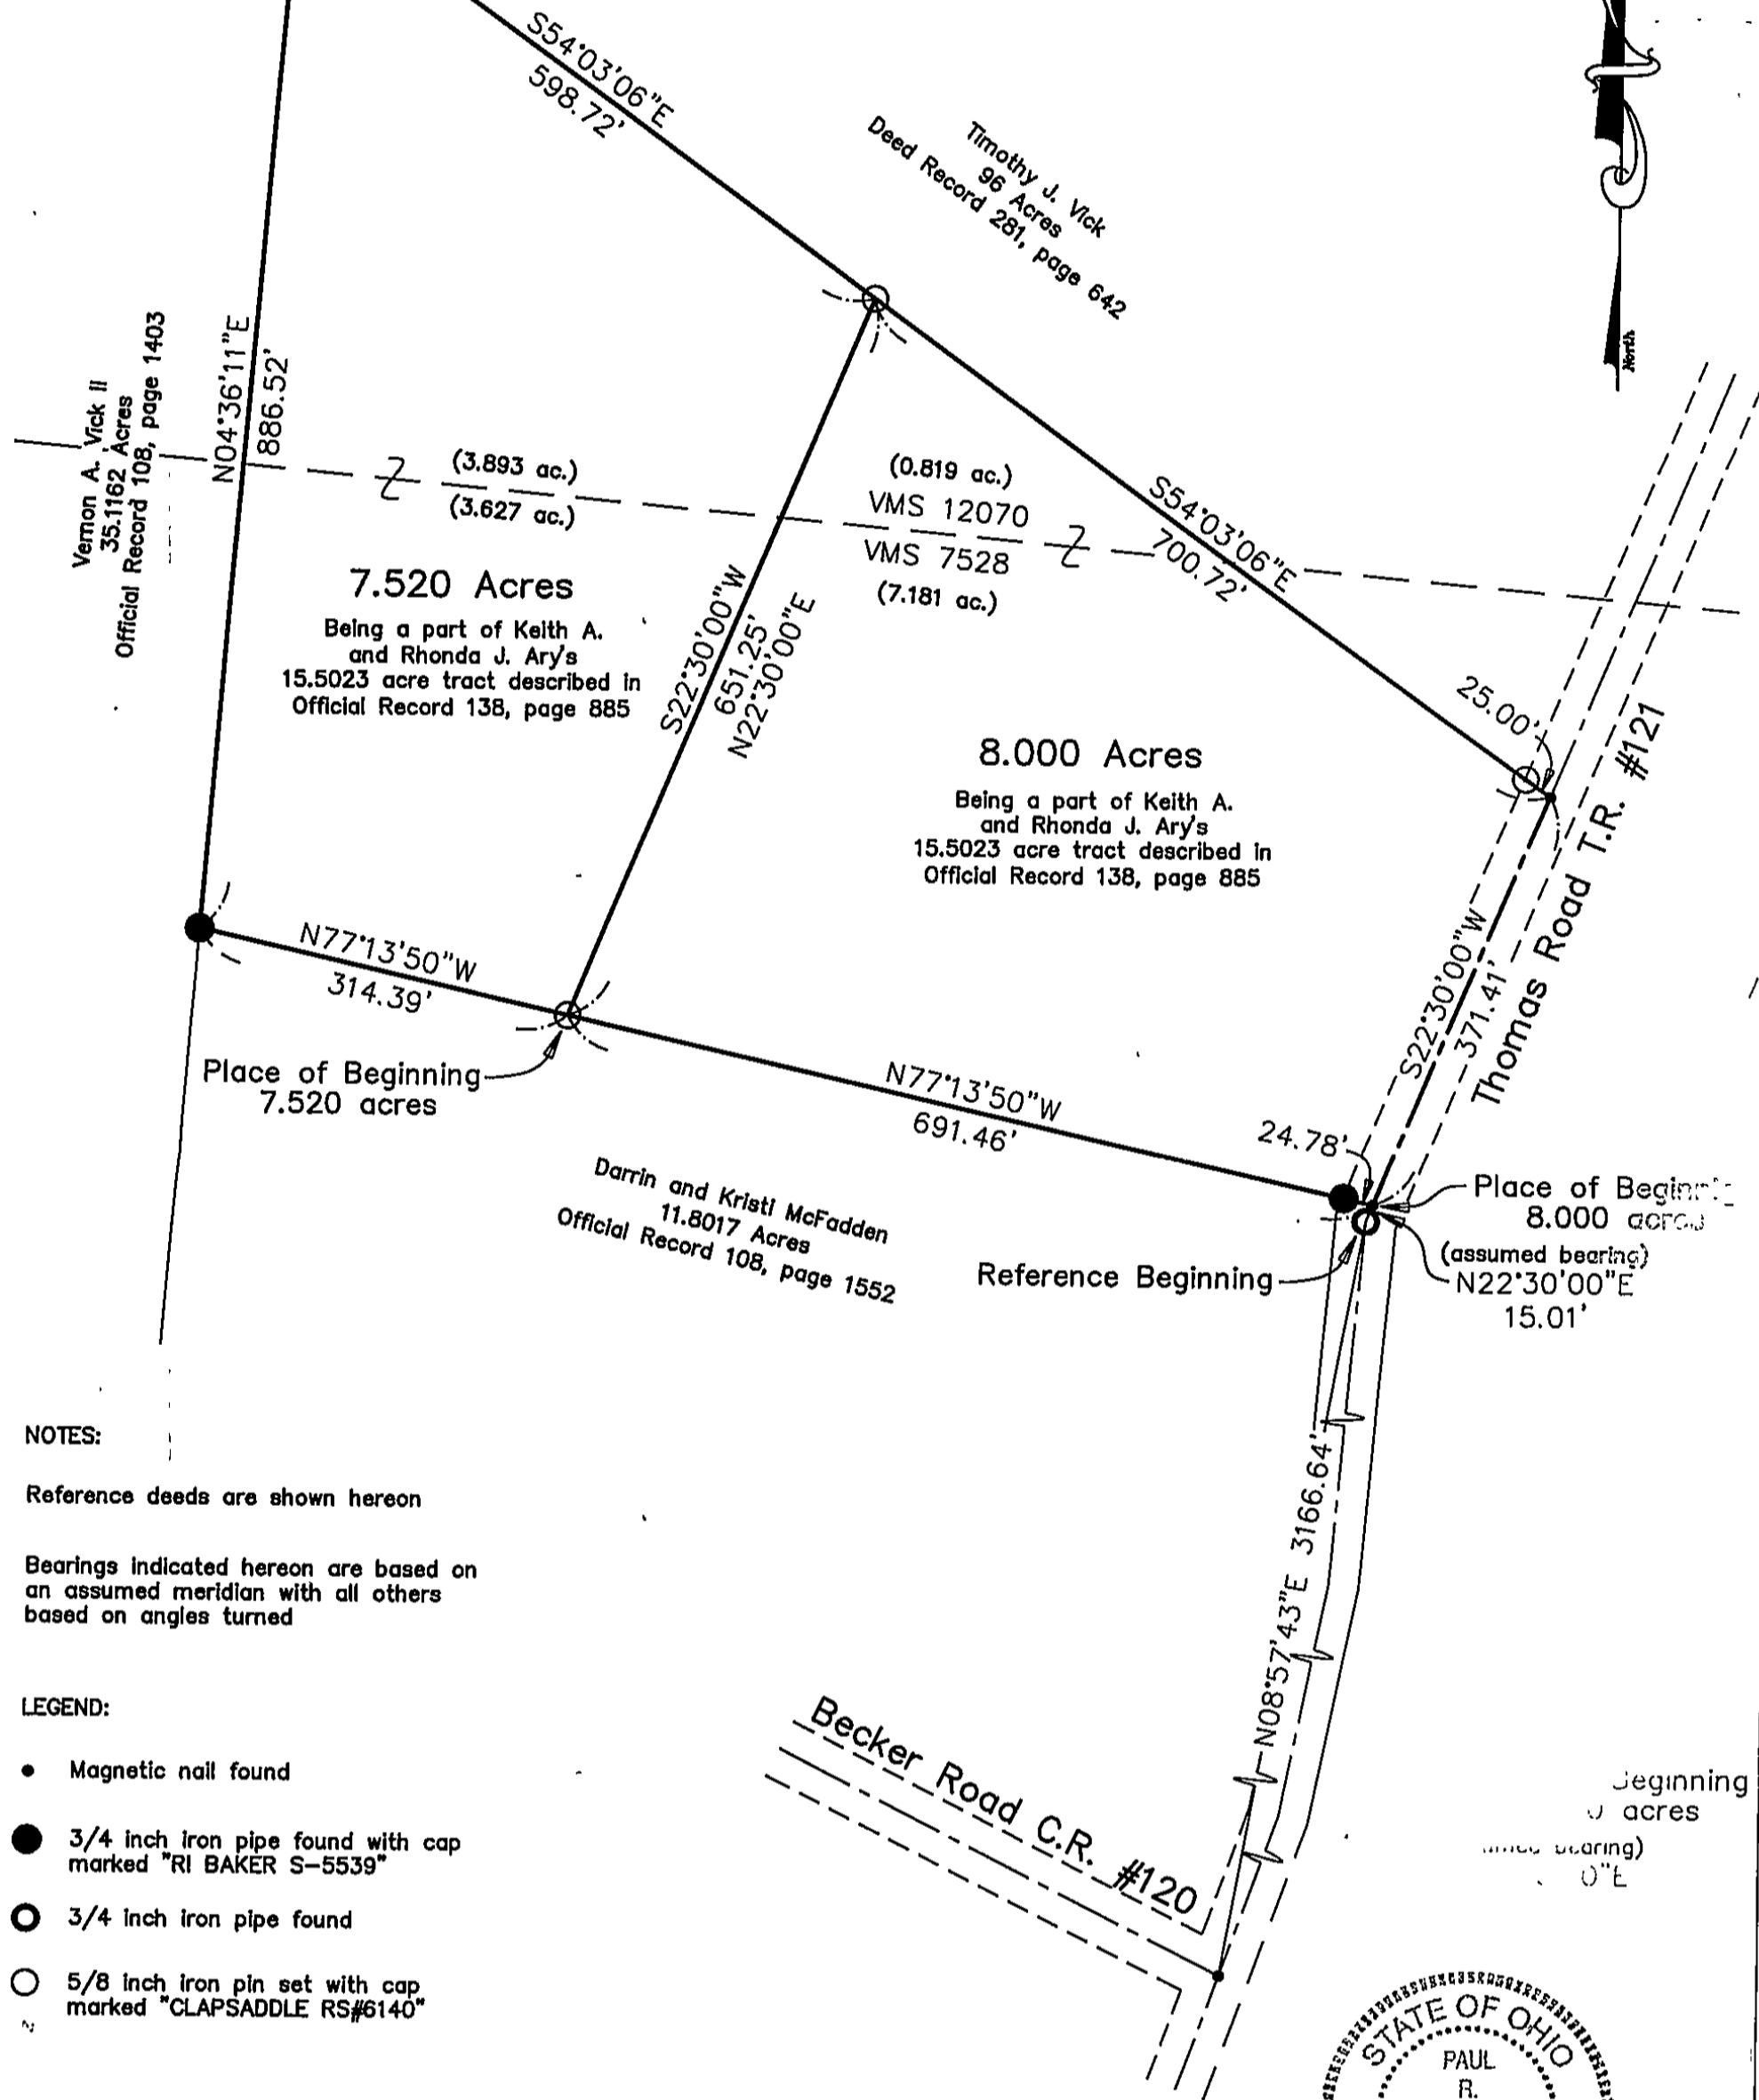 S54°03'06"E
598.72'
Timothy J. Vick
96 Acres
Deed Record 281, page 642
North
Vernon A. Vick II
35.1162 Acres
Official Record 108, page 1403
N04°36'11"E
886.52'
(3.893 ac.)
(3.627 ac.)
(0.819 ac.)
VMS 12070
VMS 7528
(7.181 ac.)
S54°03'06"E
700.72'
7.520 Acres
Being a part of Keith A.
and Rhonda J. Ary's
15.5023 acre tract described in
Official Record 138, page 885
S22°30'00"W
651.25'
N22°30'00"E
25.00'
8.000 Acres
Being a part of Keith A.
and Rhonda J. Ary's
15.5023 acre tract described in
Official Record 138, page 885
Thomas Road T.R. #121
S22°30'00"W
371.41'
N77°13'50"W
314.39'
Place of Beginning
7.520 acres
N77°13'50"W
691.46'
24.78'
Place of
8.000
(assumed bearing)
N22°30'00"E
15.01'
Reference Beginning
Darrin and Kristi McFadden
11.8017 Acres
Official Record 108, page 1552
N08°57'43"E 3166.64'
NOTES:
Reference deeds are shown hereon
Bearings indicated hereon are based on
an assumed meridian with all others
based on angles turned
LEGEND:
Magnetic nail found
3/4 inch iron pipe found with cap
marked "RI BAKER S-5539"
3/4 inch iron pipe found
5/8 inch iron pin set with cap
marked "CLAPSADDLE RS#6140"
Becker Road C.R. #120
acres
STATE OF OHIO
PAUL
R.